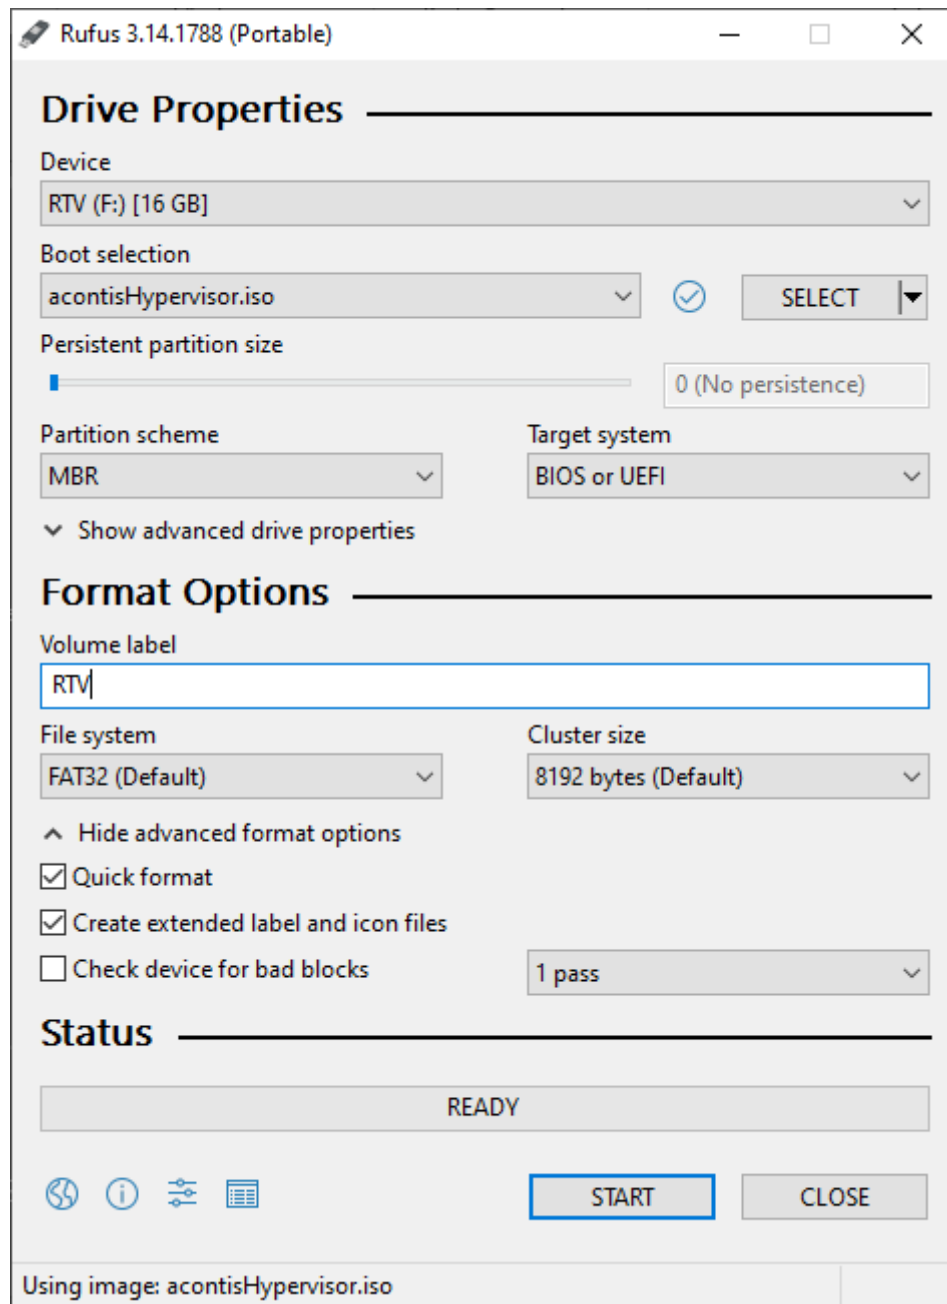 Rufus 3.14.1788 (Portable)
Drive Properties
Device
RTV (F:) [16 GB]
Boot selection
acontisHypervisor.iso
SELECT
Persistent partition size
0 (No persistence)
Partition scheme
Target system
MBR
BIOS or UEFI
Show advanced drive properties
Format Options
Volume label
RTV
File system
Cluster size
FAT32 (Default)
8192 bytes (Default)
Hide advanced format options
Quick format
Create extended label and icon files
Check device for bad blocks
1 pass
Status
READY
START
CLOSE
Using image: acontisHypervisor.iso